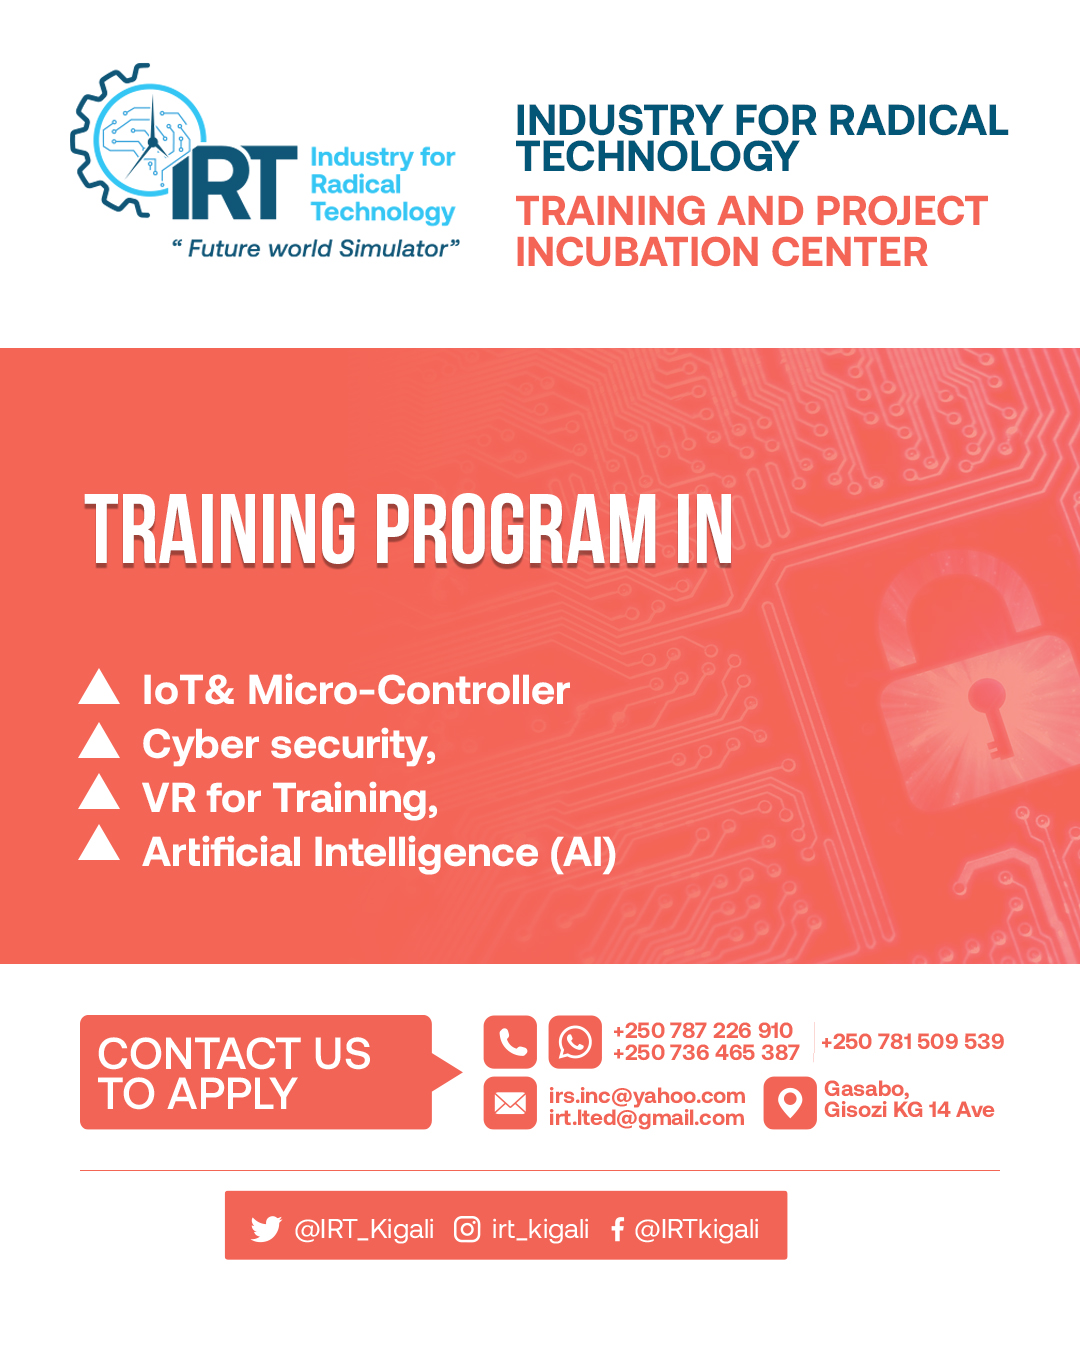 IRT
Industry for
Radical
Technology
“ Future world Simulator”
INDUSTRY FOR RADICAL
TECHNOLOGY
TRAINING AND PROJECT
INCUBATION CENTER
TRAINING PROGRAM IN
IoT& Micro-Controller
Cyber security,
VR for Training,
Artificial Intelligence (AI)
CONTACT US
TO APPLY
+250 787 226 910
+250 736 465 387
+250 781 509 539
irs.inc@yahoo.com
irt.lted@gmail.com
Gasabo,
Gisozi KG 14 Ave
@IRT_Kigali irt_kigali @IRTkigali